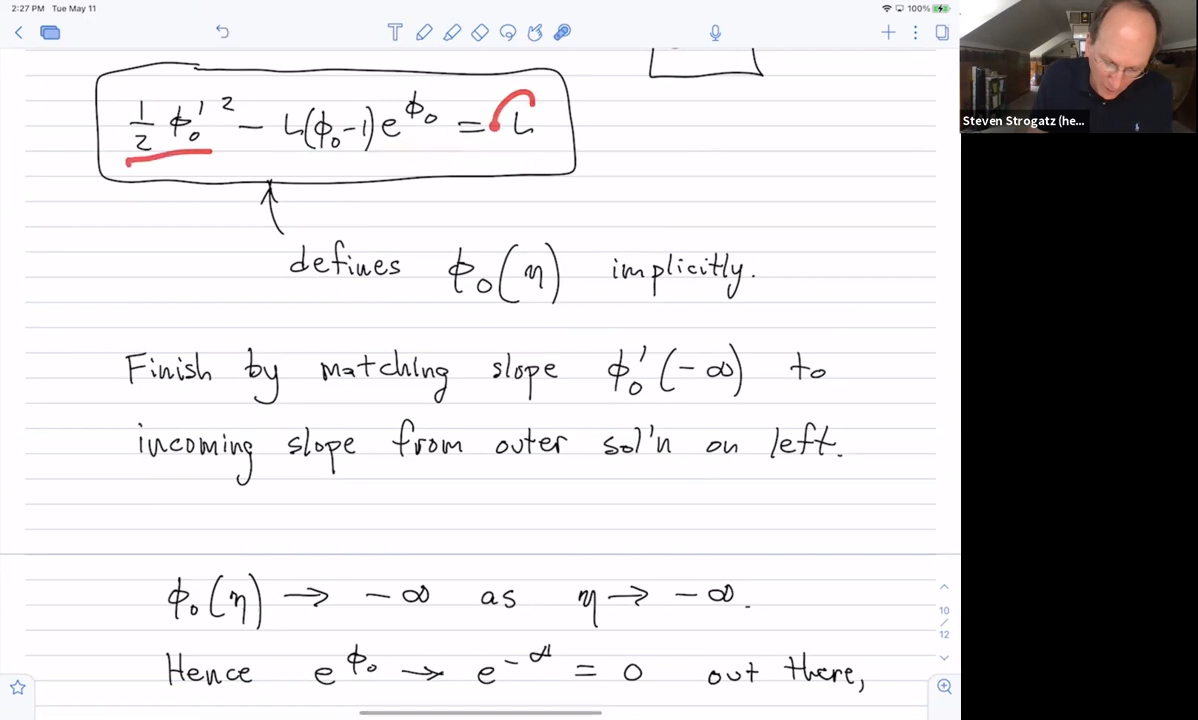 2:27 PM Tue May 11
100%
½ ϕ₀′² − L(ϕ₀−1)e^ϕ₀ = L
Steven Strogatz (he...
defines ϕ₀(η) implicitly.
Finish by matching slope ϕ₀′(−∞) to
incoming slope from outer sol'n on left.
ϕ₀(η) → −∞ as η → −∞.
10
/
12
Hence e^ϕ₀ → e^−∞ = 0 out there,